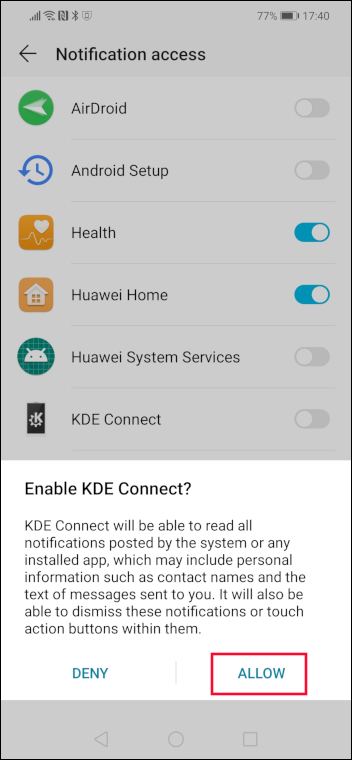 77% 17:40
Notification access
AirDroid
Android Setup
Health
Huawei Home
Huawei System Services
KDE Connect
Enable KDE Connect?
KDE Connect will be able to read all
notifications posted by the system or any
installed app, which may include personal
information such as contact names and the
text of messages sent to you. It will also be
able to dismiss these notifications or touch
action buttons within them.
DENY ALLOW